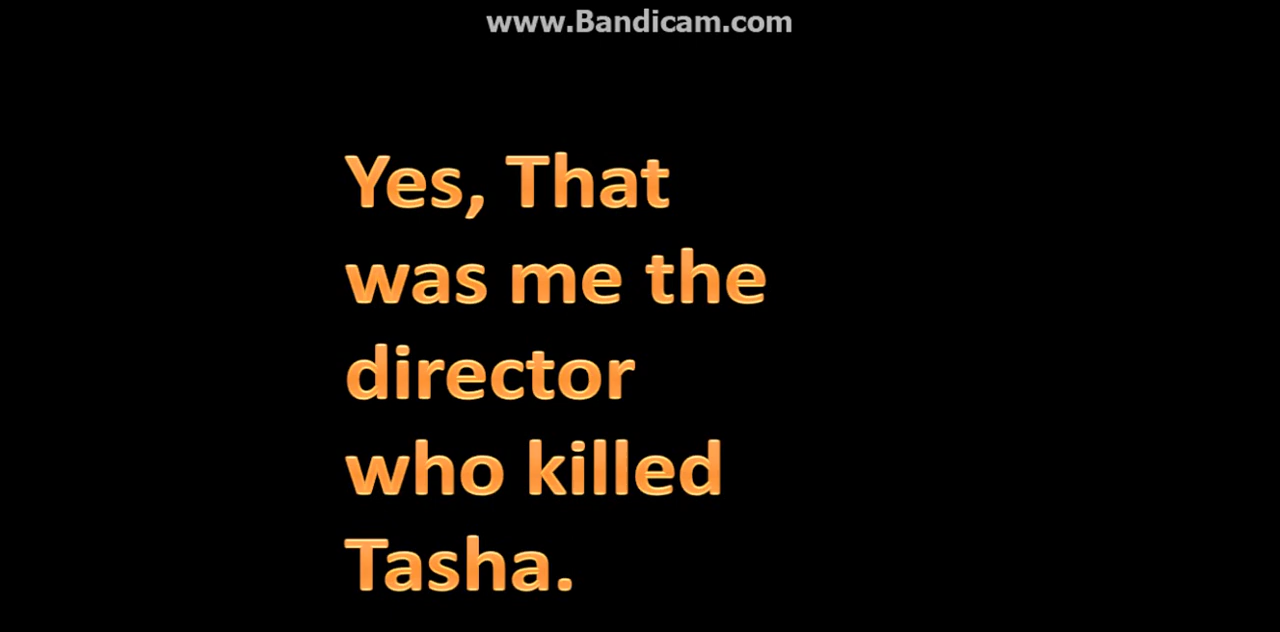 www.Bandicam.com
Yes, That
was me the
director
who killed
Tasha.